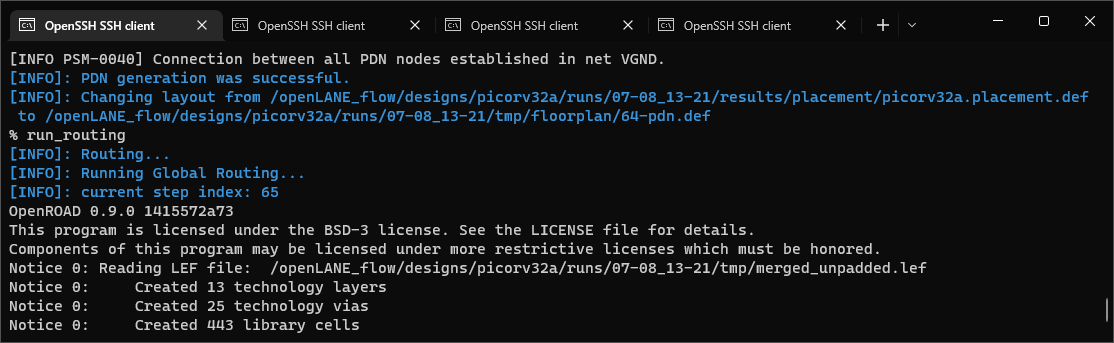 OpenSSH SSH client
OpenSSH SSH client
OpenSSH SSH client
OpenSSH SSH client
[INFO PSM-0040] Connection between all PDN nodes established in net VGND.
[INFO]: PDN generation was successful.
[INFO]: Changing layout from /openLANE_flow/designs/picorv32a/runs/07-08_13-21/results/placement/picorv32a.placement.def
to /openLANE_flow/designs/picorv32a/runs/07-08_13-21/tmp/floorplan/64-pdn.def
% run_routing
[INFO]: Routing...
[INFO]: Running Global Routing...
[INFO]: current step index: 65
OpenROAD 0.9.0 1415572a73
This program is licensed under the BSD-3 license. See the LICENSE file for details.
Components of this program may be licensed under more restrictive licenses which must be honored.
Notice 0: Reading LEF file:  /openLANE_flow/designs/picorv32a/runs/07-08_13-21/tmp/merged_unpadded.lef
Notice 0:     Created 13 technology layers
Notice 0:     Created 25 technology vias
Notice 0:     Created 443 library cells